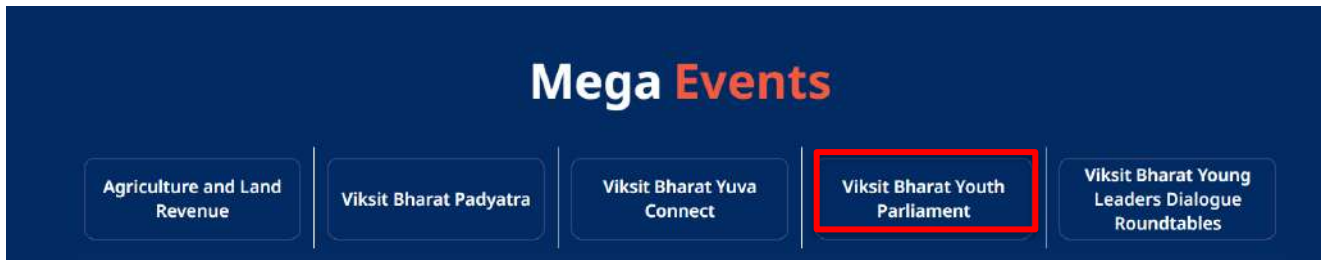 Mega Events
Agriculture and Land
Revenue
Viksit Bharat Padyatra
Viksit Bharat Yuva
Connect
Viksit Bharat Youth
Parliament
Viksit Bharat Young
Leaders Dialogue
Roundtables